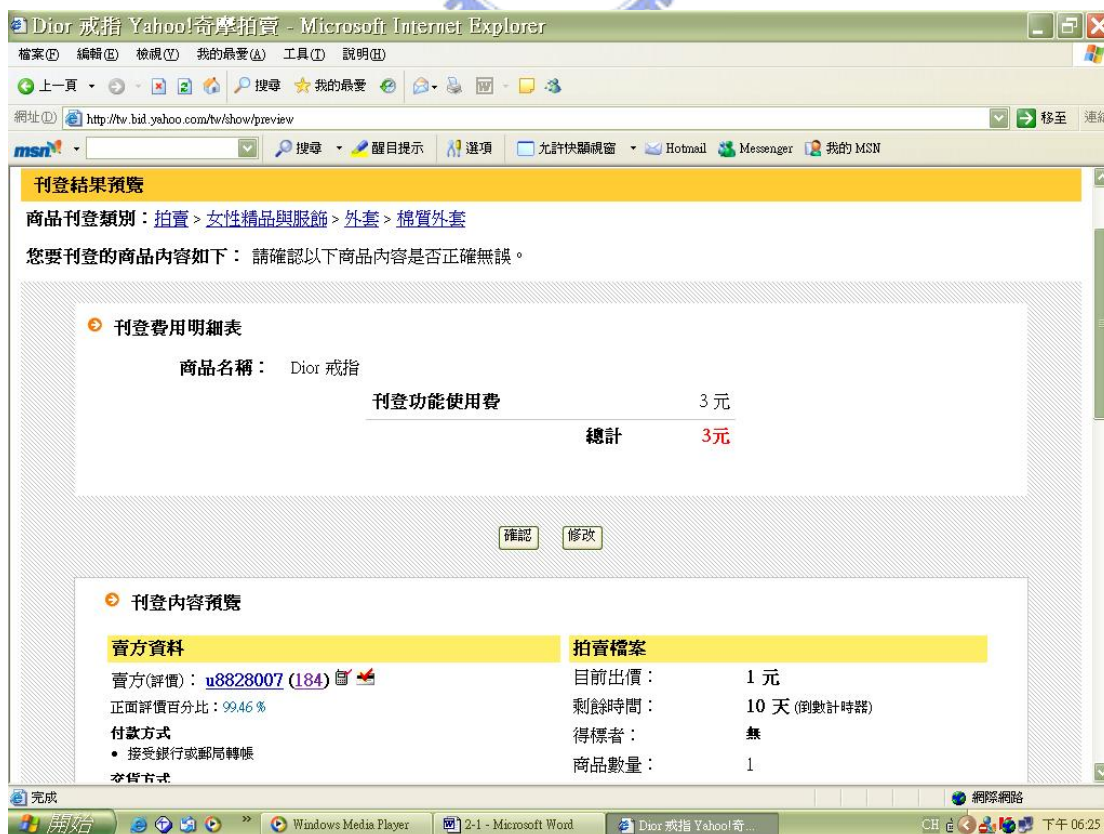 Dior 戒指 Yahoo!奇摩拍賣 - Microsoft Internet Explorer
檔案(F) 編輯(E) 檢視(V) 我的最愛(A) 工具(T) 說明(H)
上一頁 搜尋 我的最愛
網址(D) http://tw.bid.yahoo.com/tw/show/preview 移至 連結
msn 搜尋 醒目提示 選項 允許快顯視窗 Hotmail Messenger 我的 MSN
刊登結果預覽
商品刊登類別：拍賣 > 女性精品與服飾 > 外套 > 棉質外套
您要刊登的商品內容如下： 請確認以下商品內容是否正確無誤。
刊登費用明細表
商品名稱： Dior 戒指
刊登功能使用費 3 元
總計 3元
確認 修改
刊登內容預覽
賣方資料
賣方(評價)： u8828007 (184)
正面評價百分比：99.46 %
付款方式
• 接受銀行或郵局轉帳
交貨方式
拍賣檔案
目前出價： 1 元
剩餘時間： 10 天 (倒數計時器)
得標者： 無
商品數量： 1
完成 網際網路
開始 Windows Media Player 2-1 - Microsoft Word Dior 戒指 Yahoo!奇... CH 下午 06:25